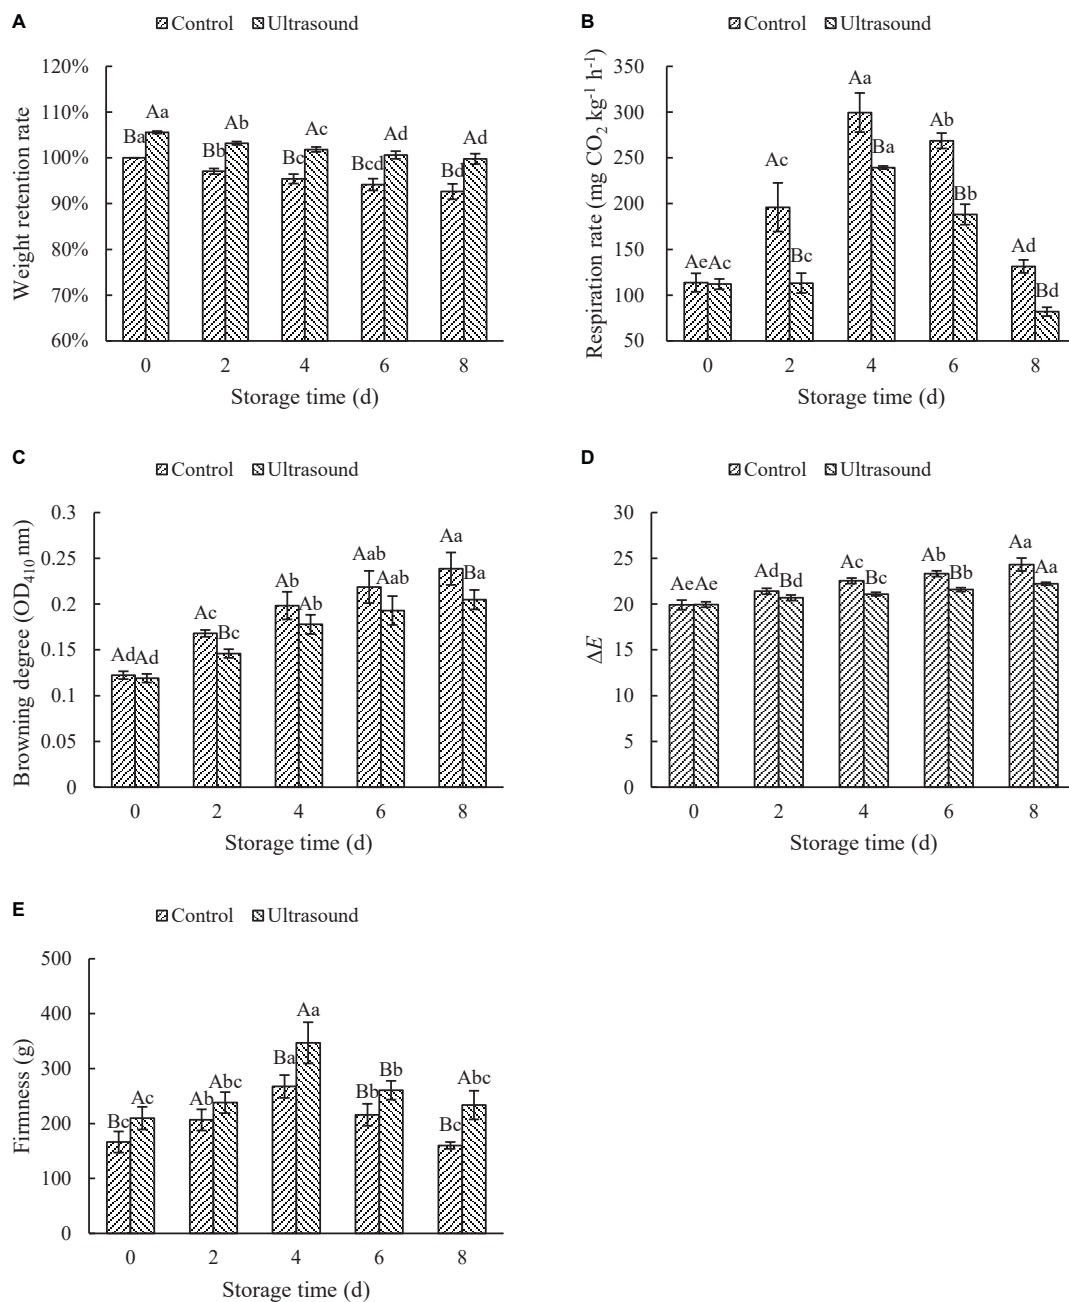 A
Control Ultrasound
120%
110%
100%
90%
80%
70%
60%
Weight retention rate
Ba Aa Bb Ab Bc Ac Bcd Ad Bd Ad
0 2 4 6 8
Storage time (d)
B
Control Ultrasound
350
300
250
200
150
100
50
Respiration rate (mg CO₂ kg⁻¹ h⁻¹)
Ae Ac Ac Bc Aa Ba Ab Bb Ad Bd
0 2 4 6 8
Storage time (d)
C
Control Ultrasound
0.3
0.25
0.2
0.15
0.1
0.05
0
Browning degree (OD₄₁₀ nm)
Ad Ad Ac Bc Ab Ab Aab Aab Aa Ba
0 2 4 6 8
Storage time (d)
D
Control Ultrasound
30
25
20
15
10
5
0
ΔE
Ae Ae Ad Bd Ac Bc Ab Bb Aa Aa
0 2 4 6 8
Storage time (d)
E
Control Ultrasound
500
400
300
200
100
0
Firmness (g)
Bc Ac Ab Abc Ba Aa Bb Bb Bc Abc
0 2 4 6 8
Storage time (d)